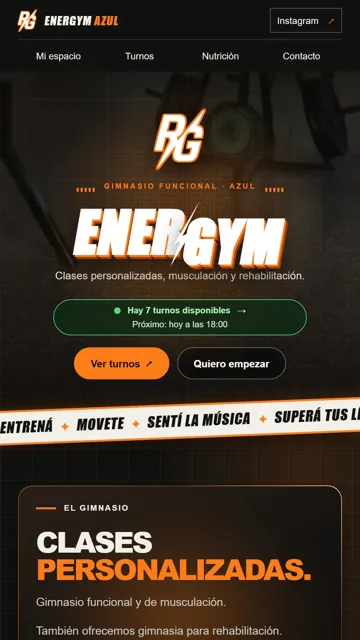 RG ENERGYM AZUL
Instagram ↗
Mi espacio Turnos Nutrición Contacto
RG
GIMNASIO FUNCIONAL · AZUL
ENERGYM
Clases personalizadas, musculación y rehabilitación.
Hay 7 turnos disponibles →
Próximo: hoy a las 18:00
Ver turnos ↗ Quiero empezar
ENTRENÁ ✦ MOVETE ✦ SENTÍ LA MÚSICA ✦ SUPERÁ TUS
EL GIMNASIO
CLASES
PERSONALIZADAS.
Gimnasio funcional y de musculación.
También ofrecemos gimnasia para rehabilitación.